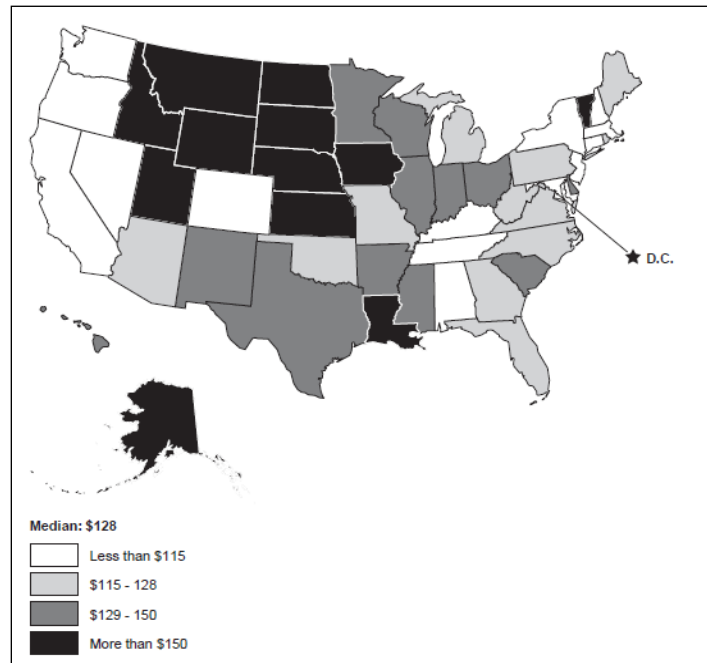 D.C.
Median: $128
Less than $115
$115 - 128
$129 - 150
More than $150